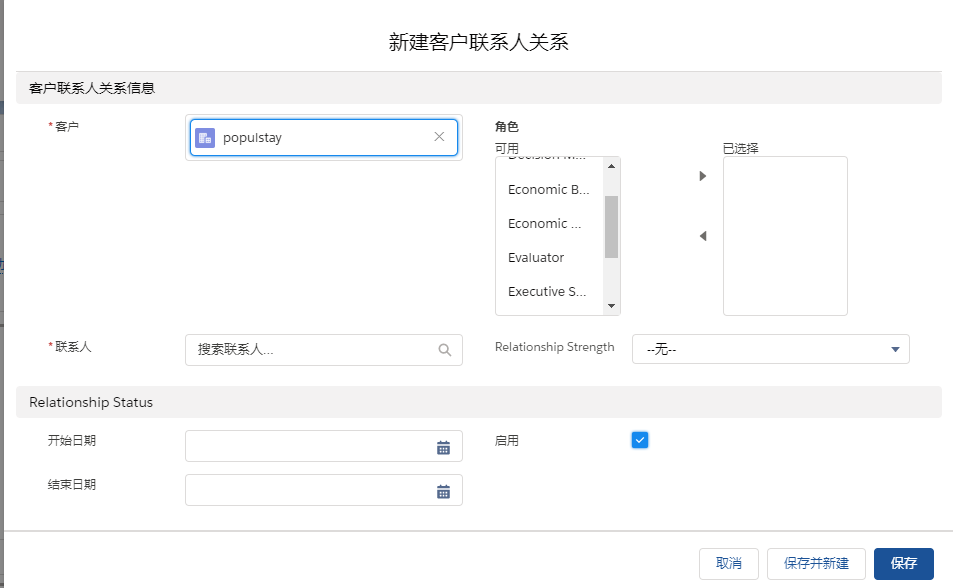 新建客户联系人关系
客户联系人关系信息
*客户
populstay
角色
可用
已选择
Decision M...
Economic B...
Economic ...
Evaluator
Executive S...
*联系人
搜索联系人...
Relationship Strength
--无--
Relationship Status
开始日期
启用
结束日期
取消
保存并新建
保存